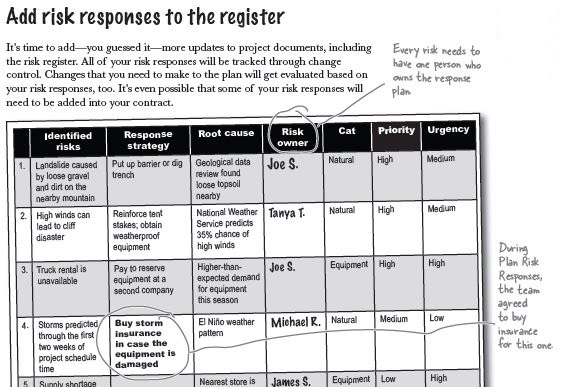 Add risk responses to the register
It's time to add—you guessed it—more updates to project documents, including
the risk register. All of your risk responses will be tracked through change
control. Changes that you need to make to the plan will get evaluated based on
your risk responses, too. It's even possible that some of your risk responses will
need to be added into your contract.
Every risk needs to
have one person who
owns the response
plan
Identified risks | Response strategy | Root cause | Risk owner | Cat | Priority | Urgency
1. Landslide caused by loose gravel and dirt on the nearby mountain | Put up barrier or dig trench | Geological data review found loose topsoil nearby | Joe S. | Natural | High | Medium
2. High winds can lead to cliff disaster | Reinforce tent stakes; obtain weatherproof equipment | National Weather Service predicts 35% chance of high winds | Tanya T. | Natural | High | Medium
3. Truck rental is unavailable | Pay to reserve equipment at a second company | Higher-than-expected demand for equipment this season | Joe S. | Equipment | High | High
4. Storms predicted through the first two weeks of project schedule time | Buy storm insurance in case the equipment is damaged | El Niño weather pattern | Michael R. | Natural | Medium | Low
5. Supply shortage | Nearest store is | James S. | Equipment | Low | High
During
Plan Risk
Responses,
the team
agreed
to buy
insurance
for this one